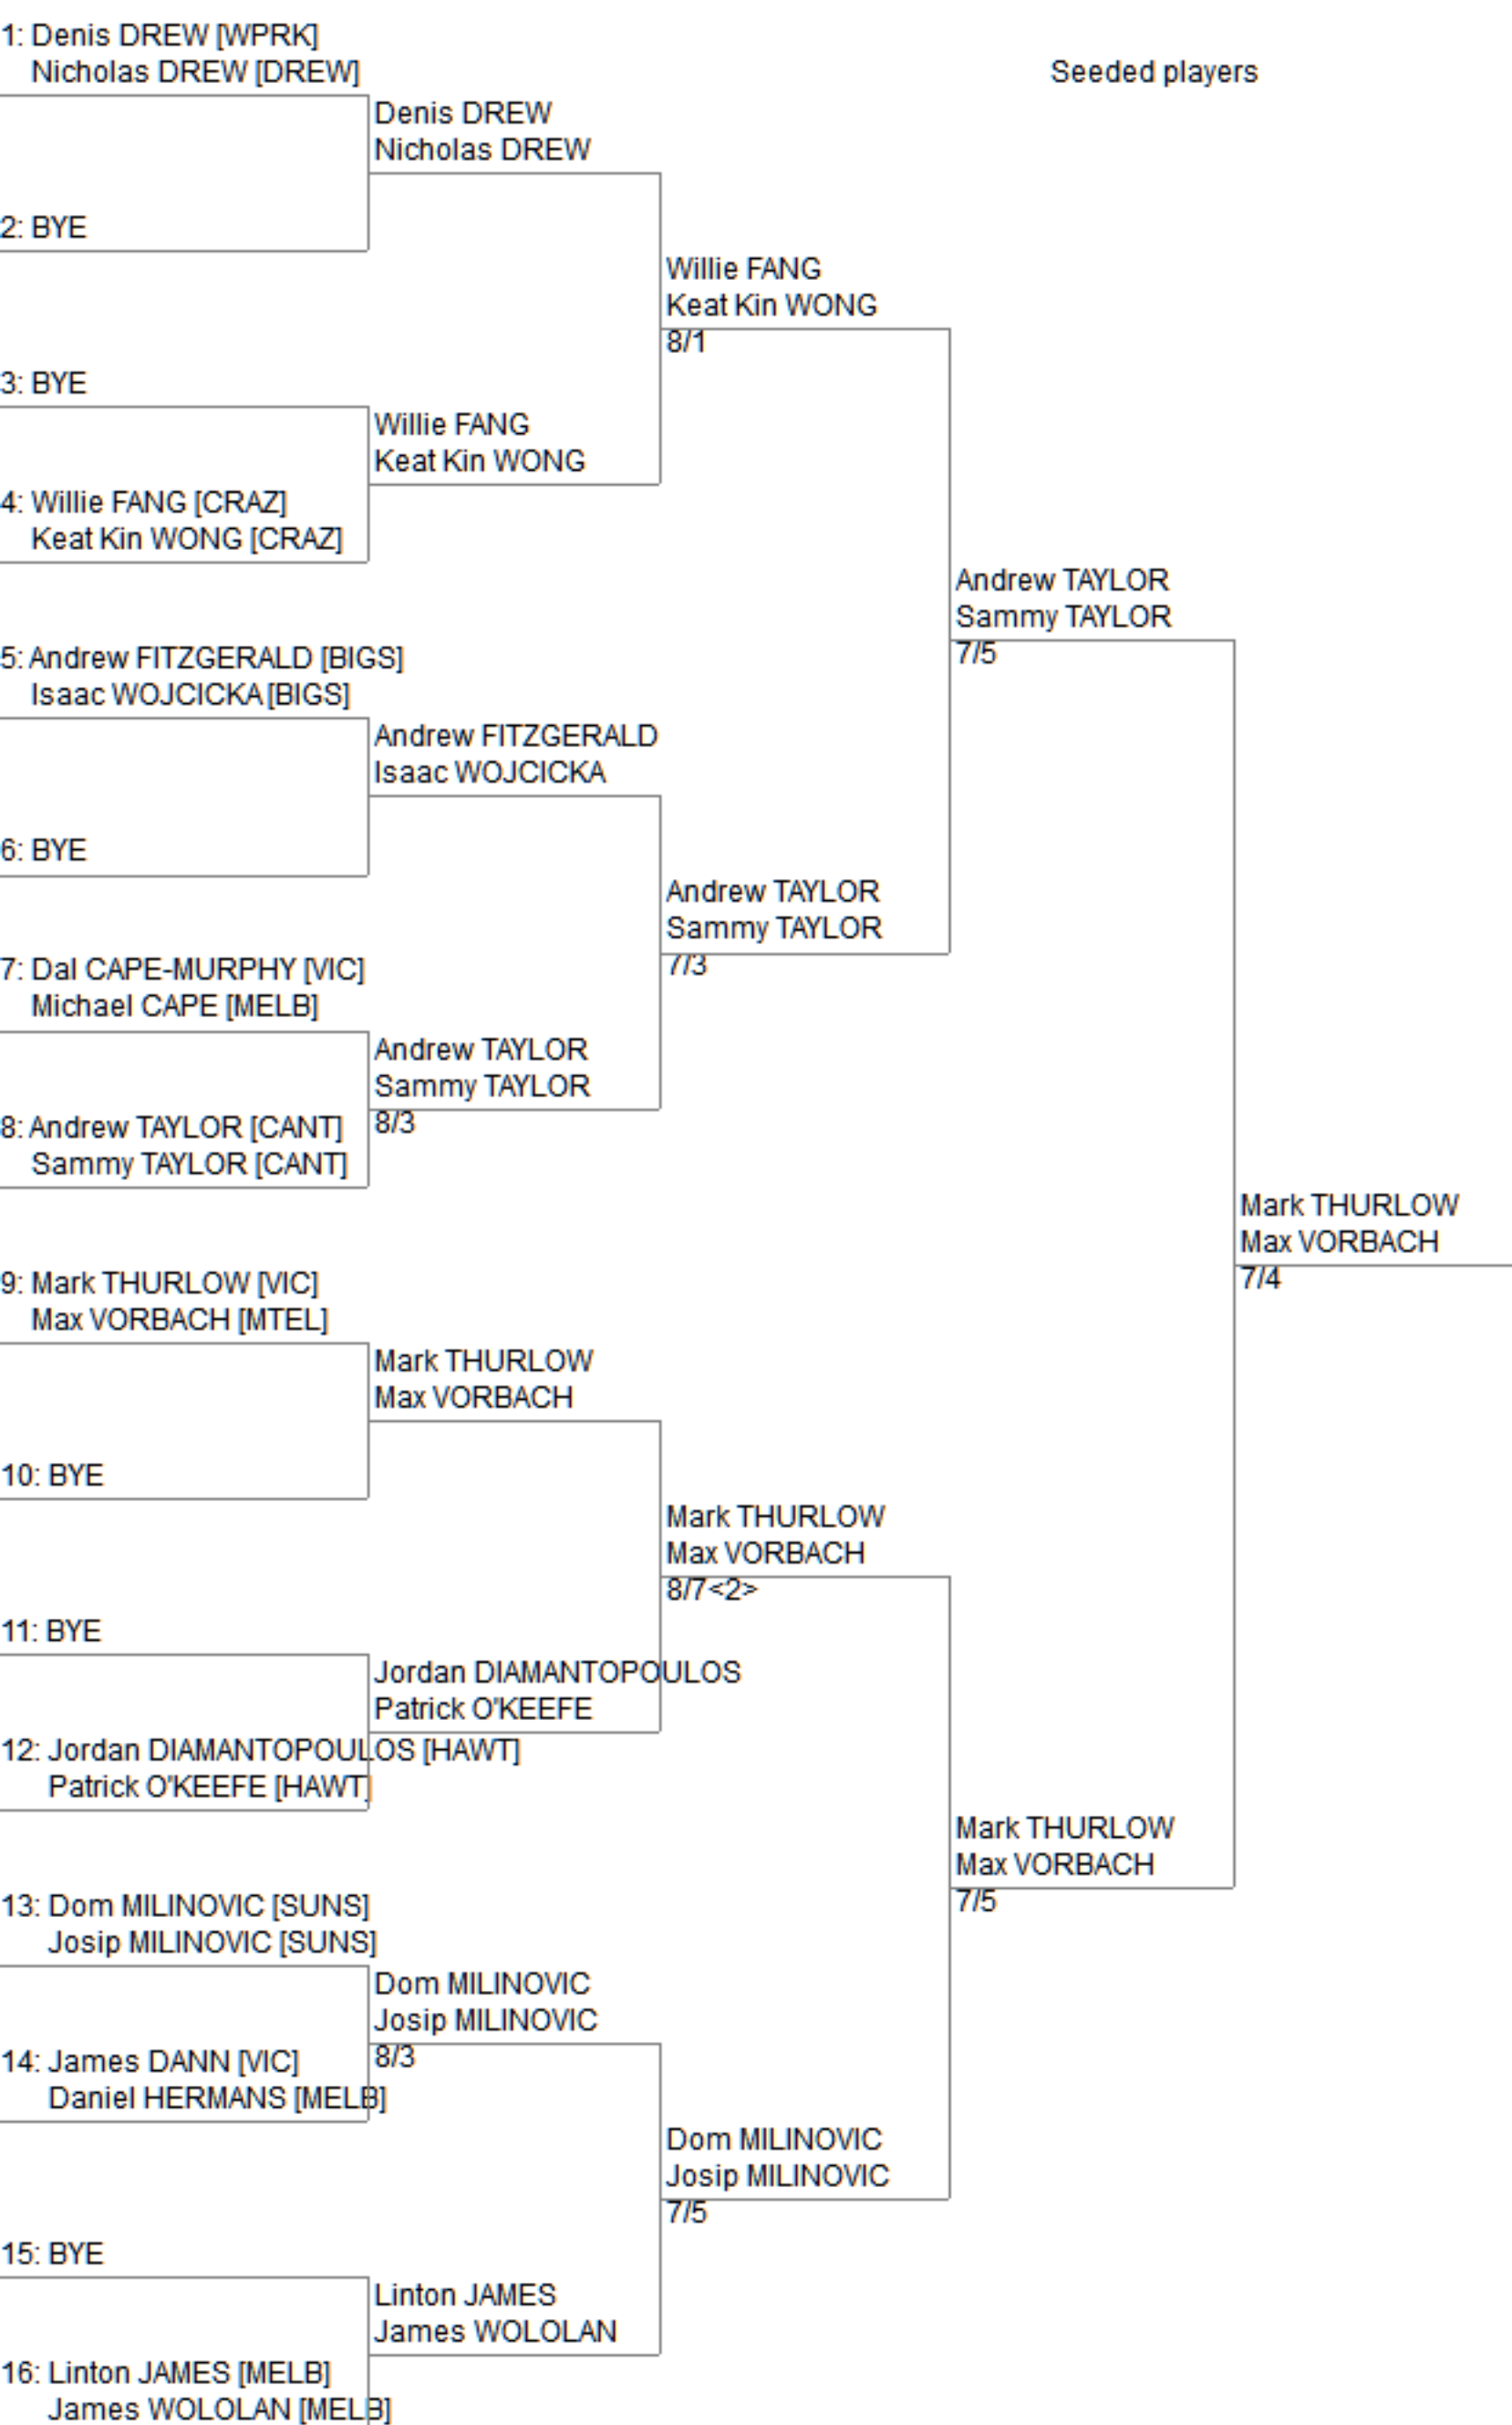 1: Denis DREW [WPRK]
Nicholas DREW [DREW]
Seeded players
Denis DREW
Nicholas DREW
2: BYE
Willie FANG
Keat Kin WONG
8/1
3: BYE
Willie FANG
Keat Kin WONG
4: Willie FANG [CRAZ]
Keat Kin WONG [CRAZ]
Andrew TAYLOR
Sammy TAYLOR
7/5
5: Andrew FITZGERALD [BIGS]
Isaac WOJCICKA [BIGS]
Andrew FITZGERALD
Isaac WOJCICKA
6: BYE
Andrew TAYLOR
Sammy TAYLOR
7/3
7: Dal CAPE-MURPHY [VIC]
Michael CAPE [MELB]
Andrew TAYLOR
Sammy TAYLOR
8/3
8: Andrew TAYLOR [CANT]
Sammy TAYLOR [CANT]
Mark THURLOW
Max VORBACH
7/4
9: Mark THURLOW [VIC]
Max VORBACH [MTEL]
Mark THURLOW
Max VORBACH
10: BYE
Mark THURLOW
Max VORBACH
8/7<2>
11: BYE
Jordan DIAMANTOPOULOS
Patrick O'KEEFE
12: Jordan DIAMANTOPOULOS [HAWT]
Patrick O'KEEFE [HAWT]
Mark THURLOW
Max VORBACH
7/5
13: Dom MILINOVIC [SUNS]
Josip MILINOVIC [SUNS]
Dom MILINOVIC
Josip MILINOVIC
8/3
14: James DANN [VIC]
Daniel HERMANS [MELB]
Dom MILINOVIC
Josip MILINOVIC
7/5
15: BYE
Linton JAMES
James WOLOLAN
16: Linton JAMES [MELB]
James WOLOLAN [MELB]